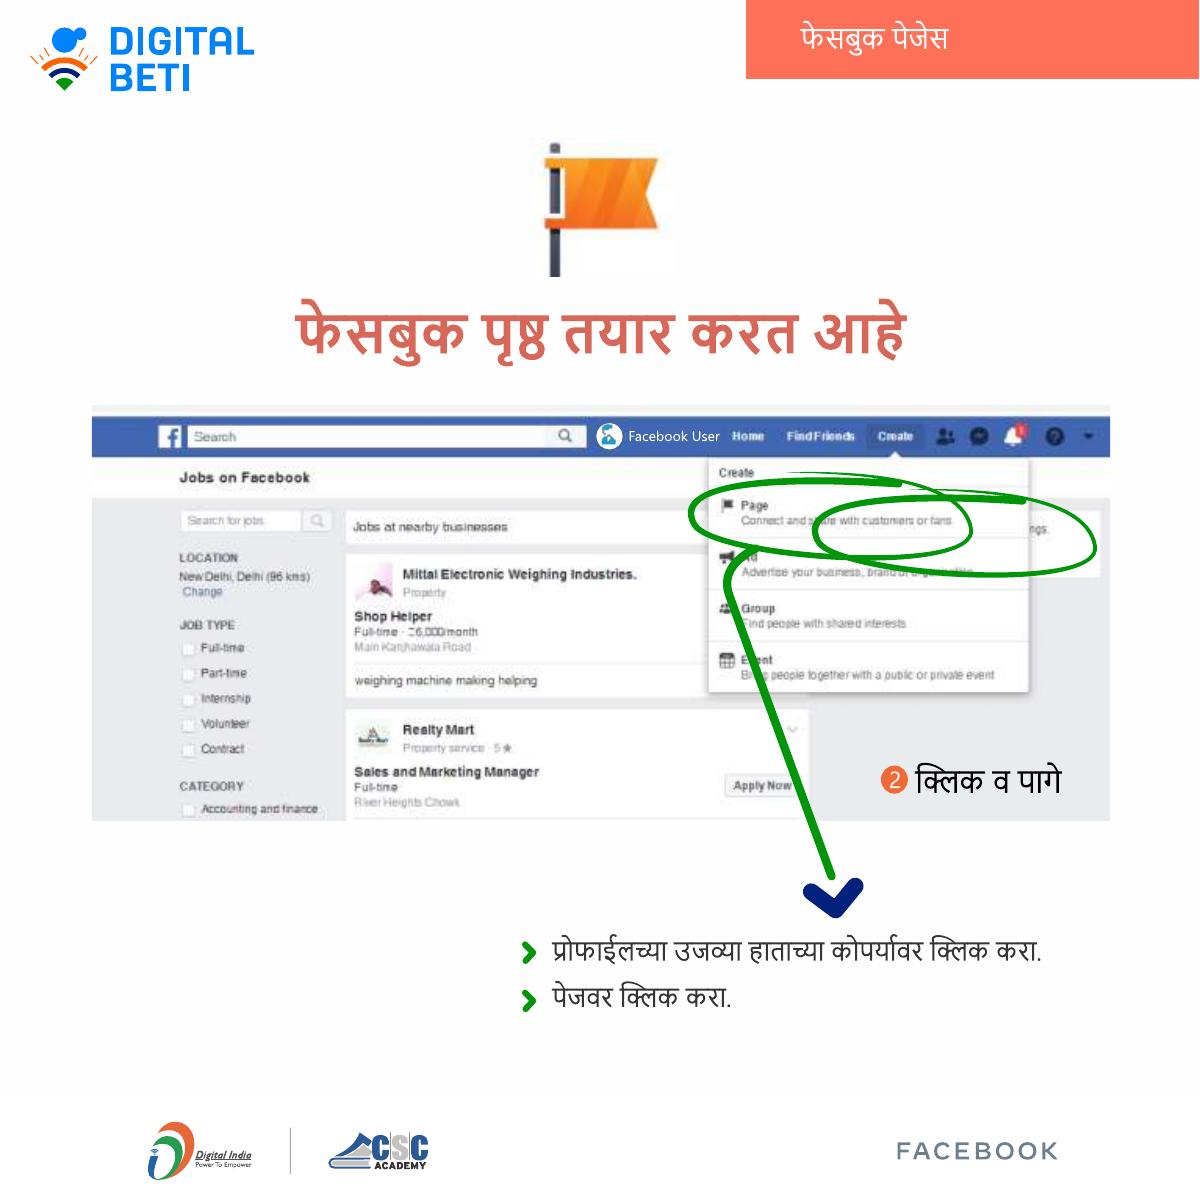 DIGITAL
BETI
फेसबुक पेजेस
फेसबुक पृष्ठ तयार करत आहे
Search
Facebook User Home Find Friends Create
Jobs on Facebook
Create
Page
Connect and share with customers or fans
ngs.
Search for jobs
Jobs at nearby businesses
LOCATION
New Delhi, Delhi (96 kms)
Change
Mittal Electronic Weighing Industries.
Property
Advertise your business, brand or organization
Shop Helper
Full-time · ₹6,000/month
Main Kanjhawala Road
Group
Find people with shared interests
JOB TYPE
Full-time
Part-time
Internship
Volunteer
Contract
weighing machine making helping
Event
Bring people together with a public or private event
Realty Mart
Property service · 5★
Sales and Marketing Manager
Full-time
River Heights Chowk
Apply Now
CATEGORY
Accounting and finance
2 क्लिक व पागे
प्रोफाईलच्या उजव्या हाताच्या कोपर्यावर क्लिक करा.
पेजवर क्लिक करा.
Digital India
Power To Empower
CSC
ACADEMY
FACEBOOK